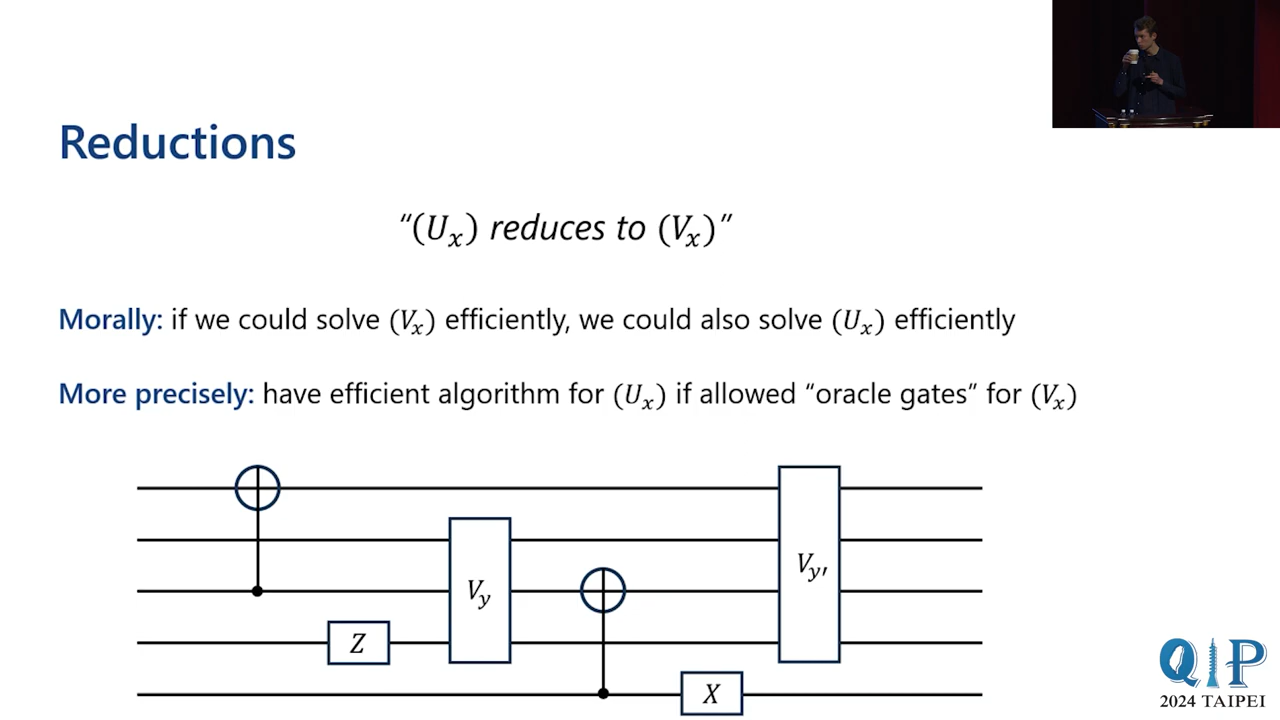 Reductions
“(Uₓ) reduces to (Vₓ)”
Morally: if we could solve (Vₓ) efficiently, we could also solve (Uₓ) efficiently
More precisely: have efficient algorithm for (Uₓ) if allowed “oracle gates” for (Vₓ)
V_y′
V_y
Z
X
QIP
2024 TAIPEI